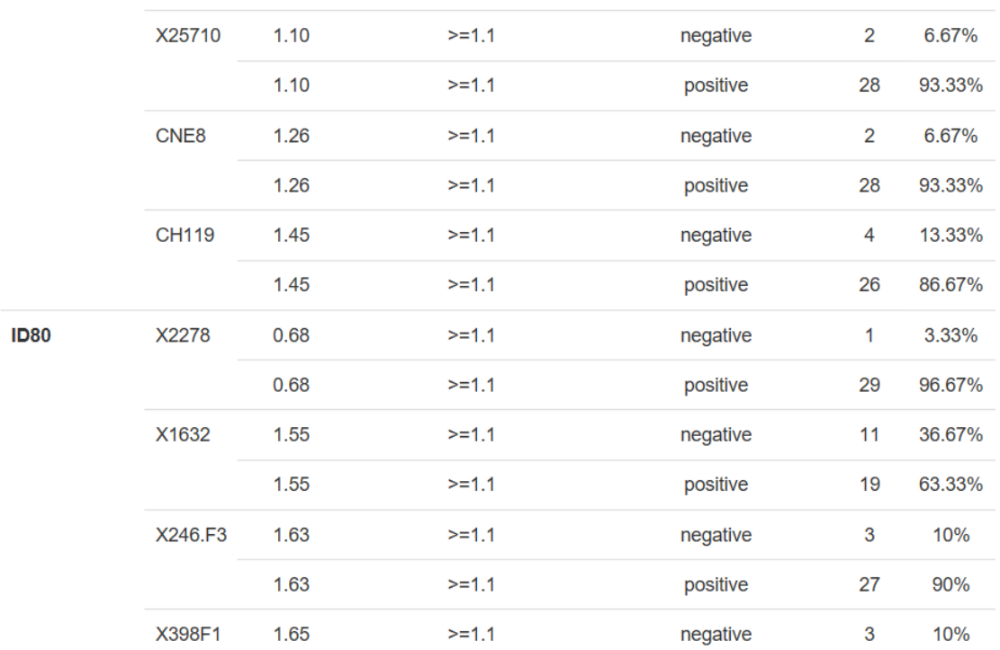 X25710 1.10 >=1.1 negative 2 6.67%
1.10 >=1.1 positive 28 93.33%
CNE8 1.26 >=1.1 negative 2 6.67%
1.26 >=1.1 positive 28 93.33%
CH119 1.45 >=1.1 negative 4 13.33%
1.45 >=1.1 positive 26 86.67%
ID80 X2278 0.68 >=1.1 negative 1 3.33%
0.68 >=1.1 positive 29 96.67%
X1632 1.55 >=1.1 negative 11 36.67%
1.55 >=1.1 positive 19 63.33%
X246.F3 1.63 >=1.1 negative 3 10%
1.63 >=1.1 positive 27 90%
X398F1 1.65 >=1.1 negative 3 10%